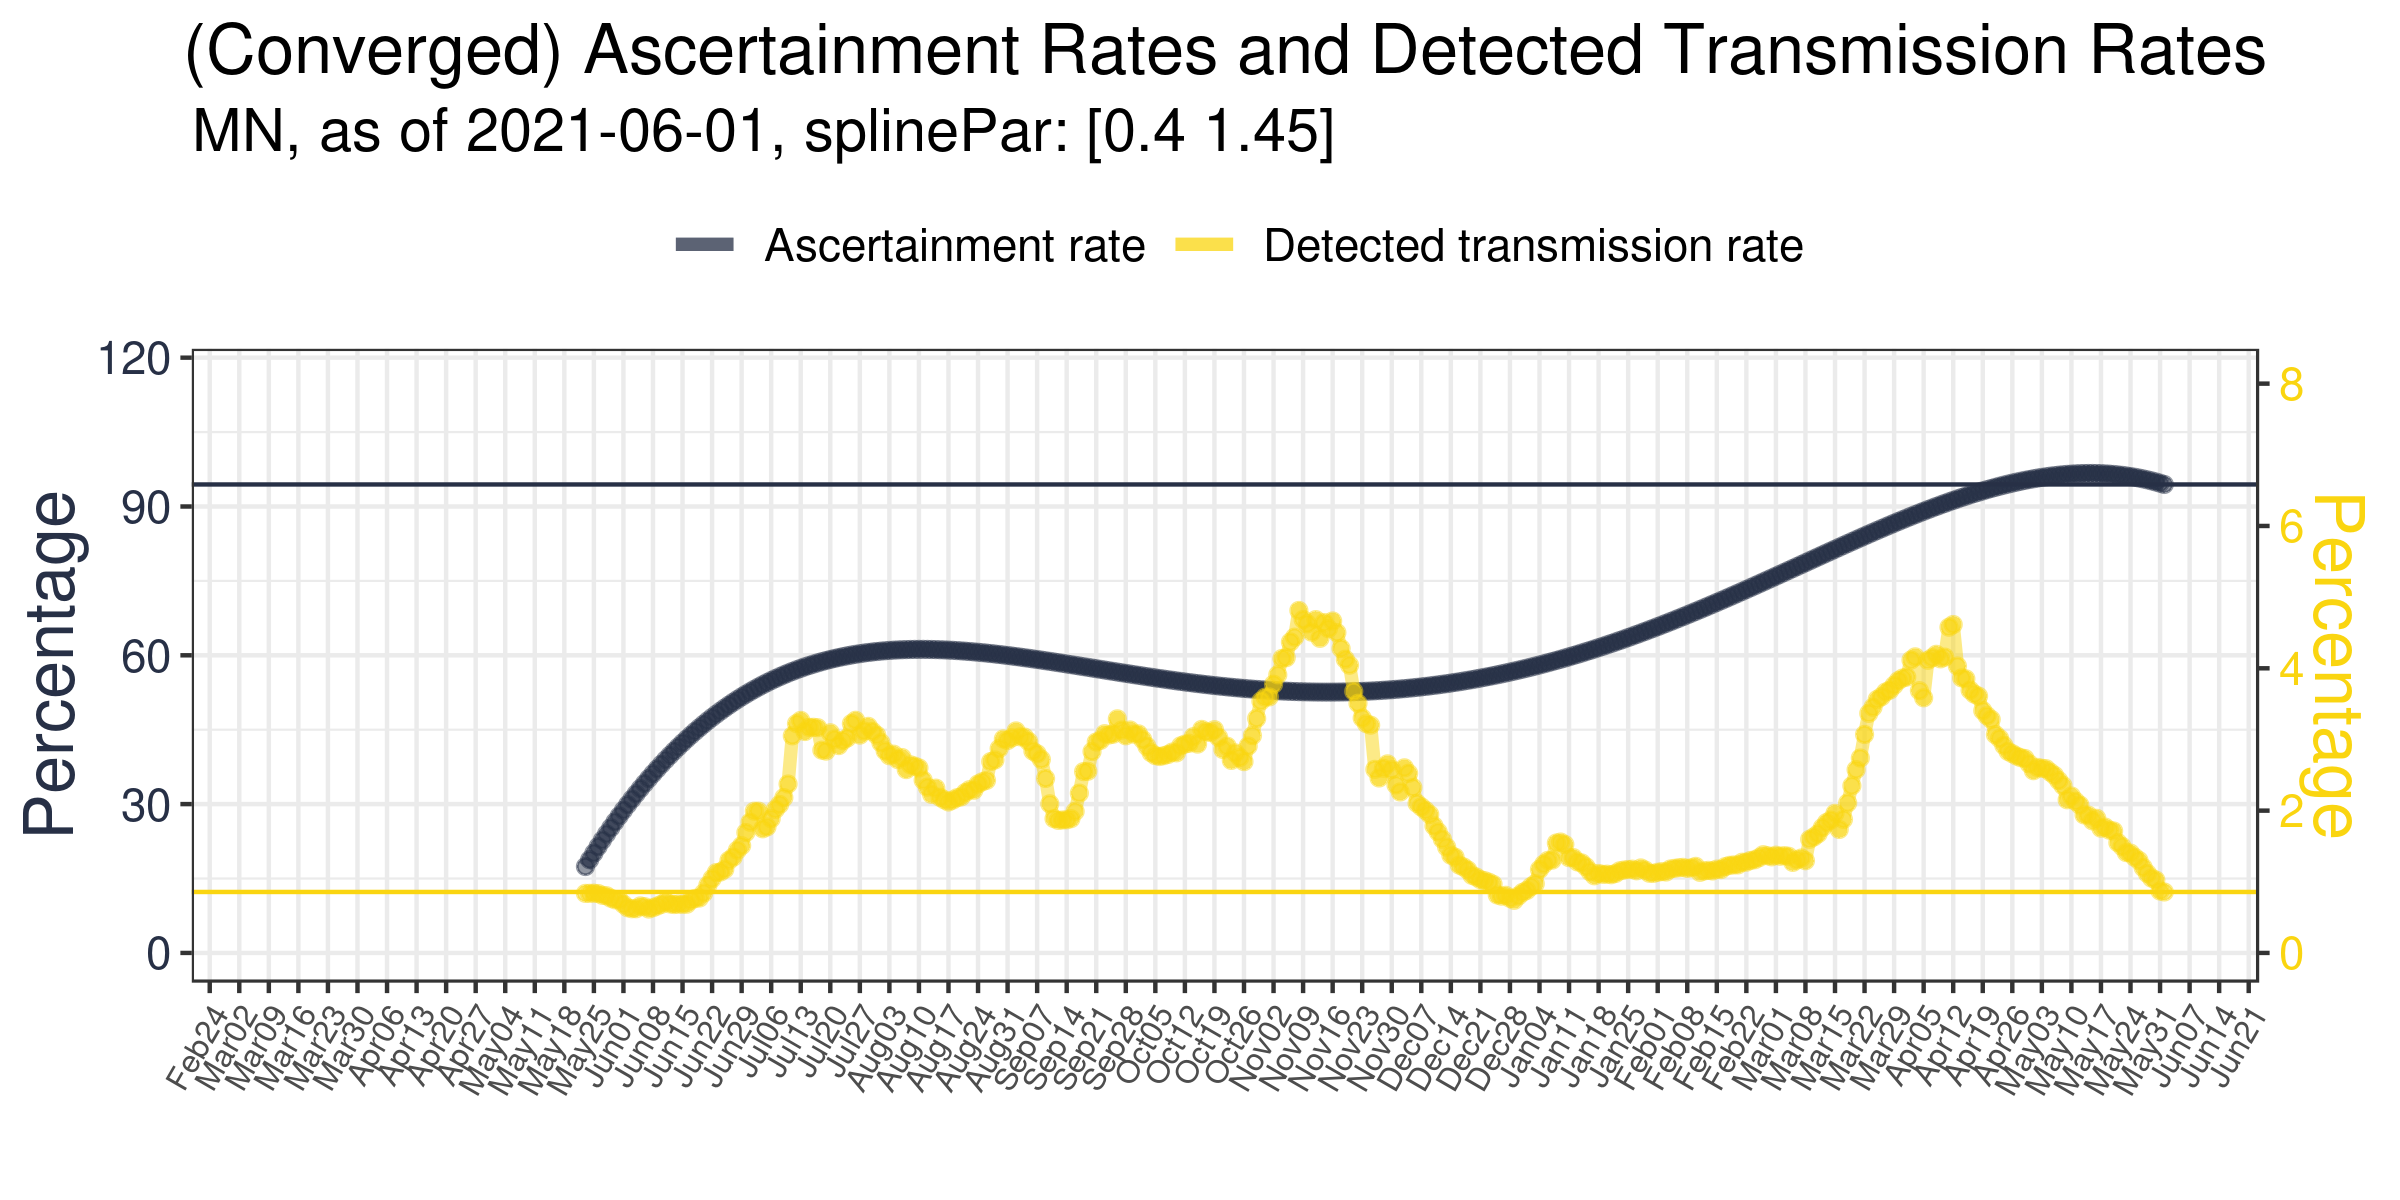 (Converged) Ascertainment Rates and Detected Transmission Rates
MN, as of 2021-06-01, splinePar: [0.4 1.45]
Ascertainment rate
Detected transmission rate
Percentage
120
90
60
30
0
8
6
4
2
0
Percentage
Feb24
Mar02
Mar09
Mar16
Mar23
Mar30
Apr06
Apr13
Apr20
Apr27
May04
May11
May18
May25
Jun01
Jun08
Jun15
Jun22
Jun29
Jul06
Jul13
Jul20
Jul27
Aug03
Aug10
Aug17
Aug24
Aug31
Sep07
Sep14
Sep21
Sep28
Oct05
Oct12
Oct19
Oct26
Nov02
Nov09
Nov16
Nov23
Nov30
Dec07
Dec14
Dec21
Dec28
Jan04
Jan11
Jan18
Jan25
Feb01
Feb08
Feb15
Feb22
Mar01
Mar08
Mar15
Mar22
Mar29
Apr05
Apr12
Apr19
Apr26
May03
May10
May17
May24
May31
Jun07
Jun14
Jun21